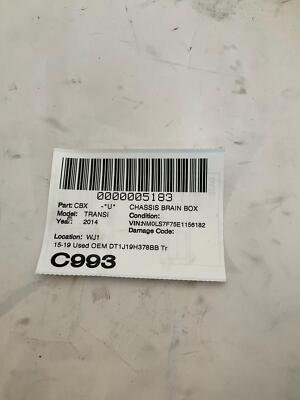 0000005183
Part: CBX -"U" CHASSIS BRAIN BOX
Model: TRANSI Condition:
Year: 2014 VIN:NM0LS7F75E1156182
Damage Code:
Location: WJ1
15-19 Used OEM DT1J19H378BB Tr
C993